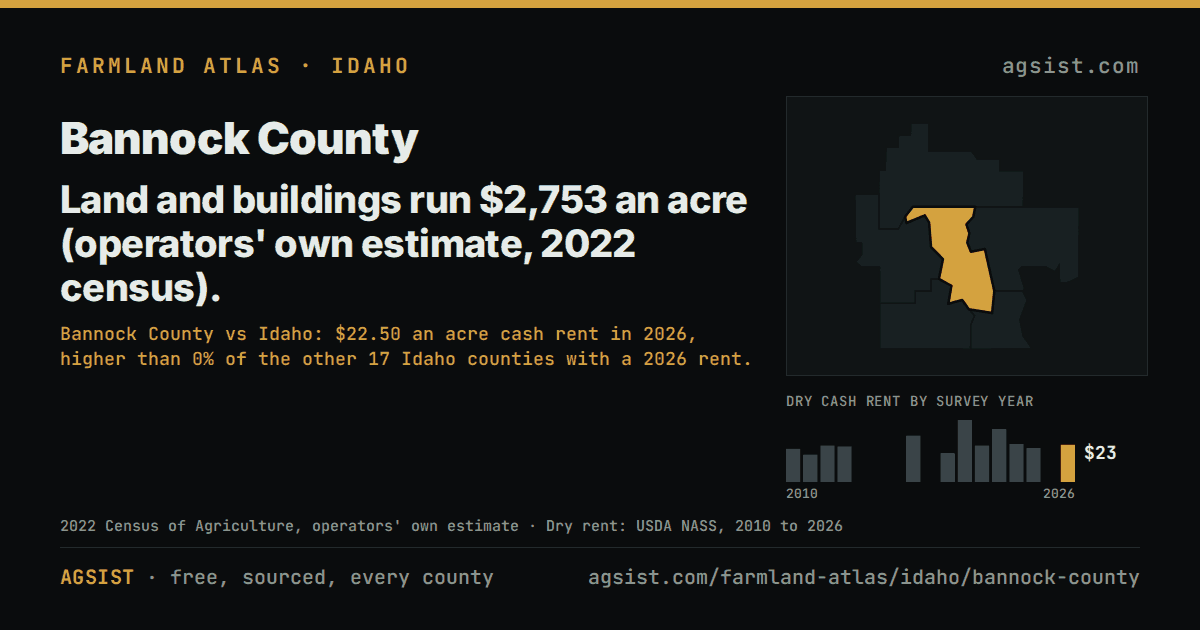 FARMLAND ATLAS · IDAHO
agsist.com
Bannock County
Land and buildings run $2,753 an acre
(operators' own estimate, 2022
census).
Bannock County vs Idaho: $22.50 an acre cash rent in 2026,
higher than 0% of the other 17 Idaho counties with a 2026 rent.
DRY CASH RENT BY SURVEY YEAR
$23
2010
2026
2022 Census of Agriculture, operators' own estimate · Dry rent: USDA NASS, 2010 to 2026
AGSIST · free, sourced, every county
agsist.com/farmland-atlas/idaho/bannock-county